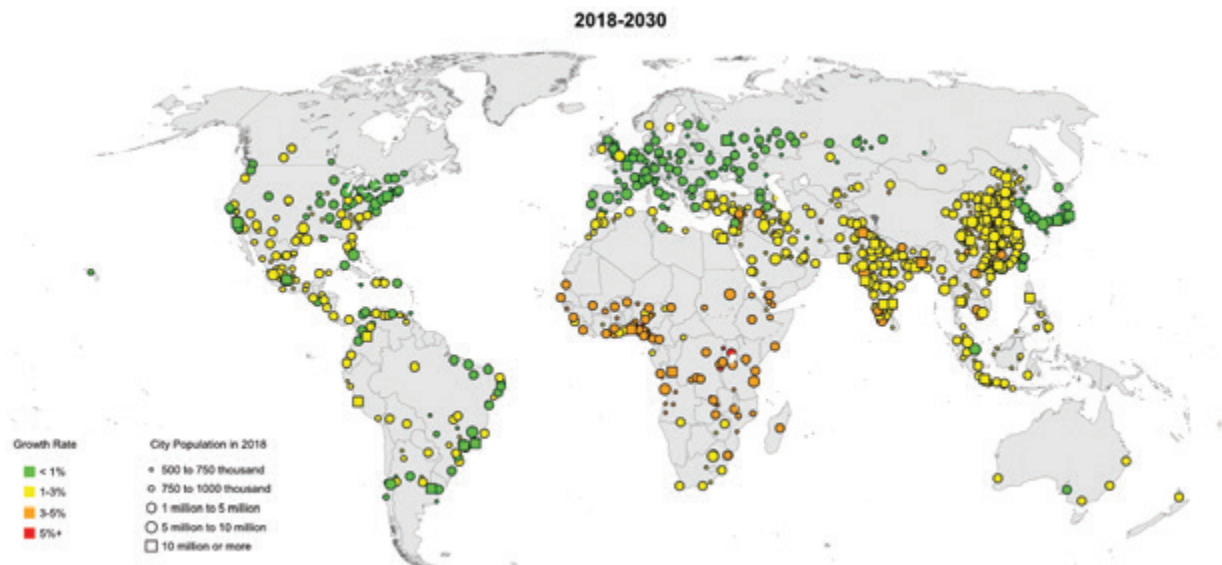 2018-2030
Growth Rate
< 1%
1-3%
3-5%
5%+
City Population in 2018
500 to 750 thousand
750 to 1000 thousand
1 million to 5 million
5 million to 10 million
10 million or more